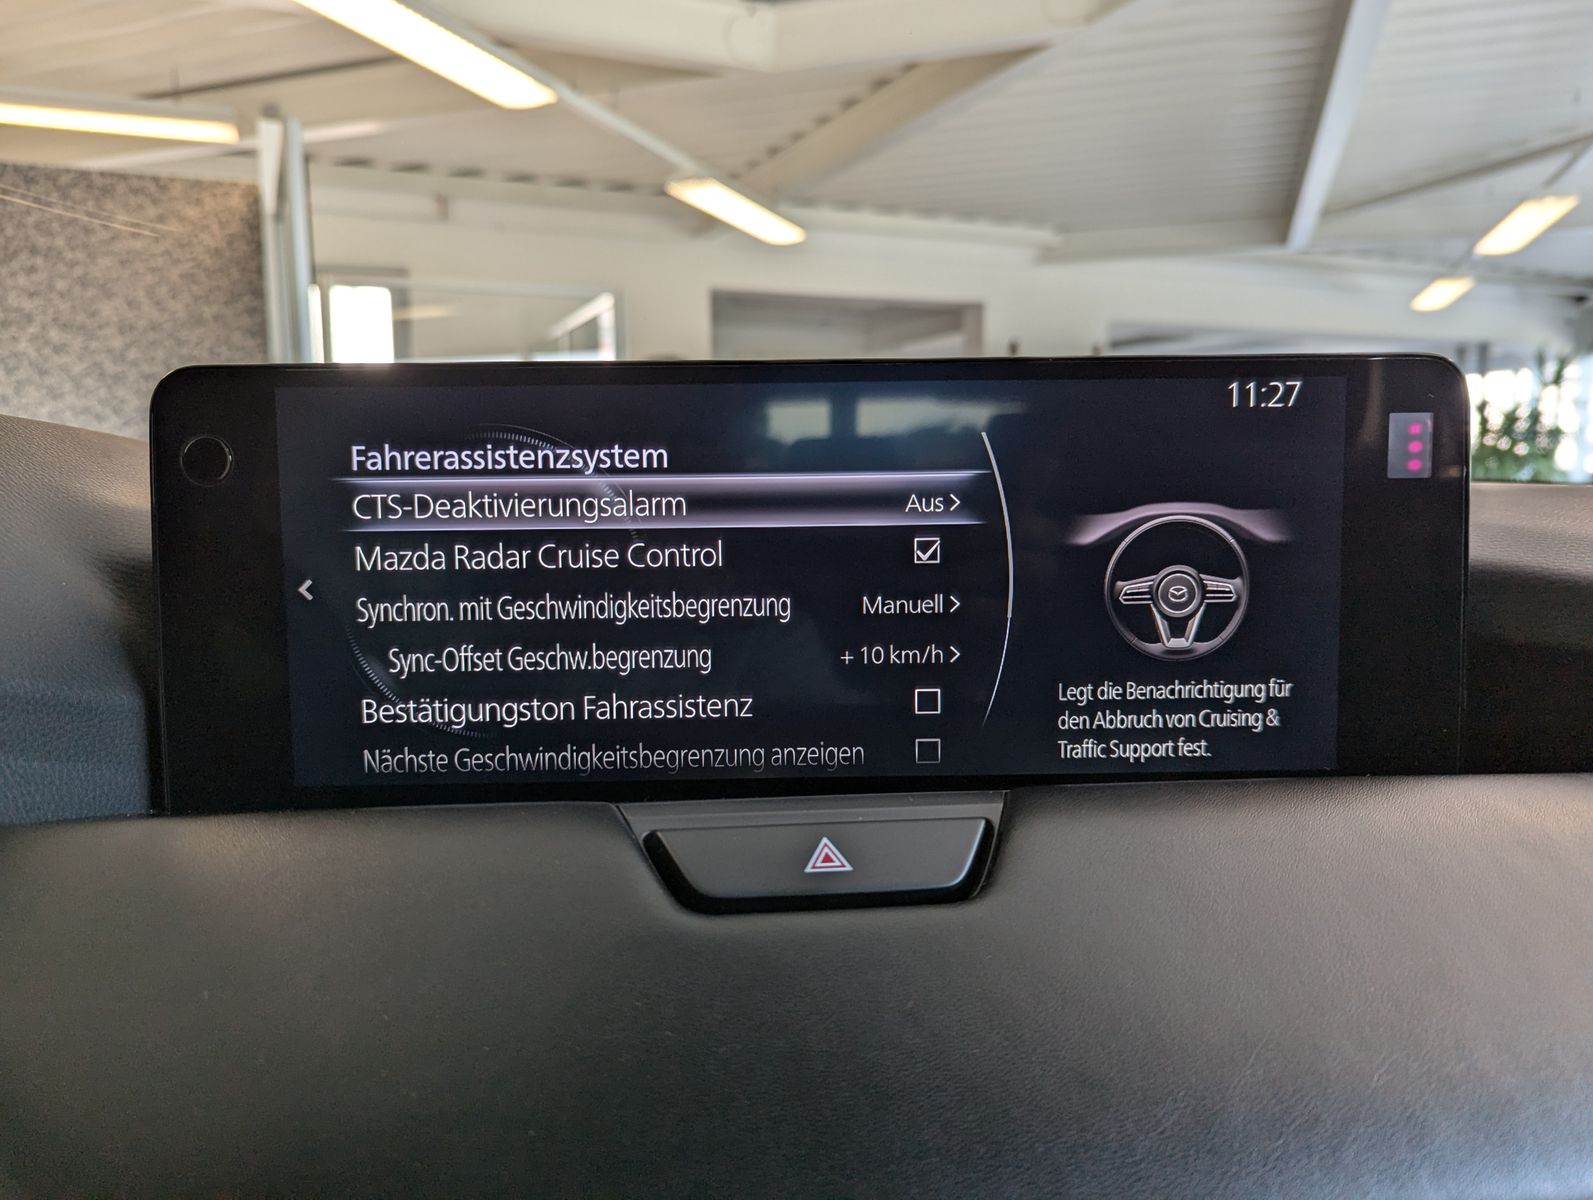 11:27
Fahrerassistenzsystem
CTS-Deaktivierungsalarm Aus >
Mazda Radar Cruise Control
Synchron. mit Geschwindigkeitsbegrenzung Manuell >
Sync-Offset Geschw.begrenzung + 10 km/h >
Bestätigungston Fahrassistenz
Nächste Geschwindigkeitsbegrenzung anzeigen
Legt die Benachrichtigung für
den Abbruch von Cruising &
Traffic Support fest.